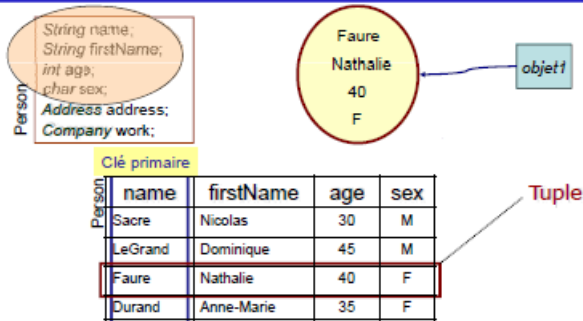 Person
String name;
String firstName;
int age;
char sex;
Address address;
Company work;
Faure
Nathalie
40
F
objet1
Clé primaire
Person
name firstName age sex
Sacre Nicolas 30 M
LeGrand Dominique 45 M
Faure Nathalie 40 F
Durand Anne-Marie 35 F
Tuple